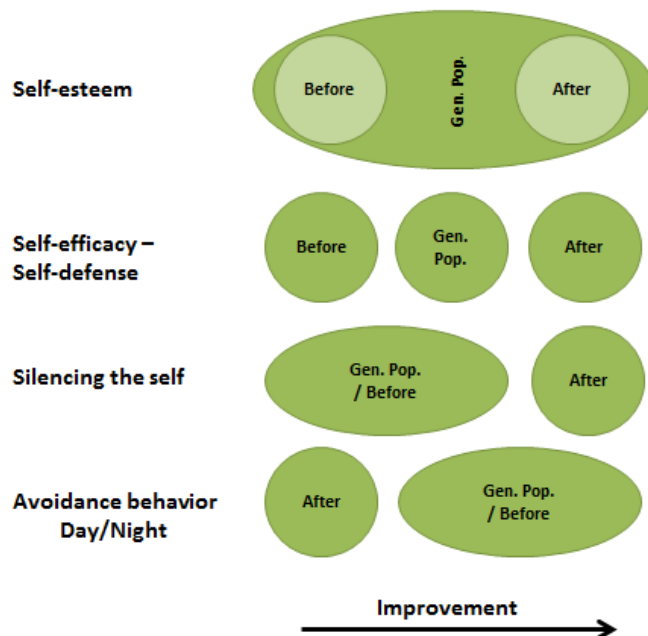 Self-esteem
Before
Gen. Pop.
After
Self-efficacy –
Self-defense
Before
Gen.
Pop.
After
Silencing the self
Gen. Pop.
/ Before
After
Avoidance behavior
Day/Night
After
Gen. Pop.
/ Before
Improvement